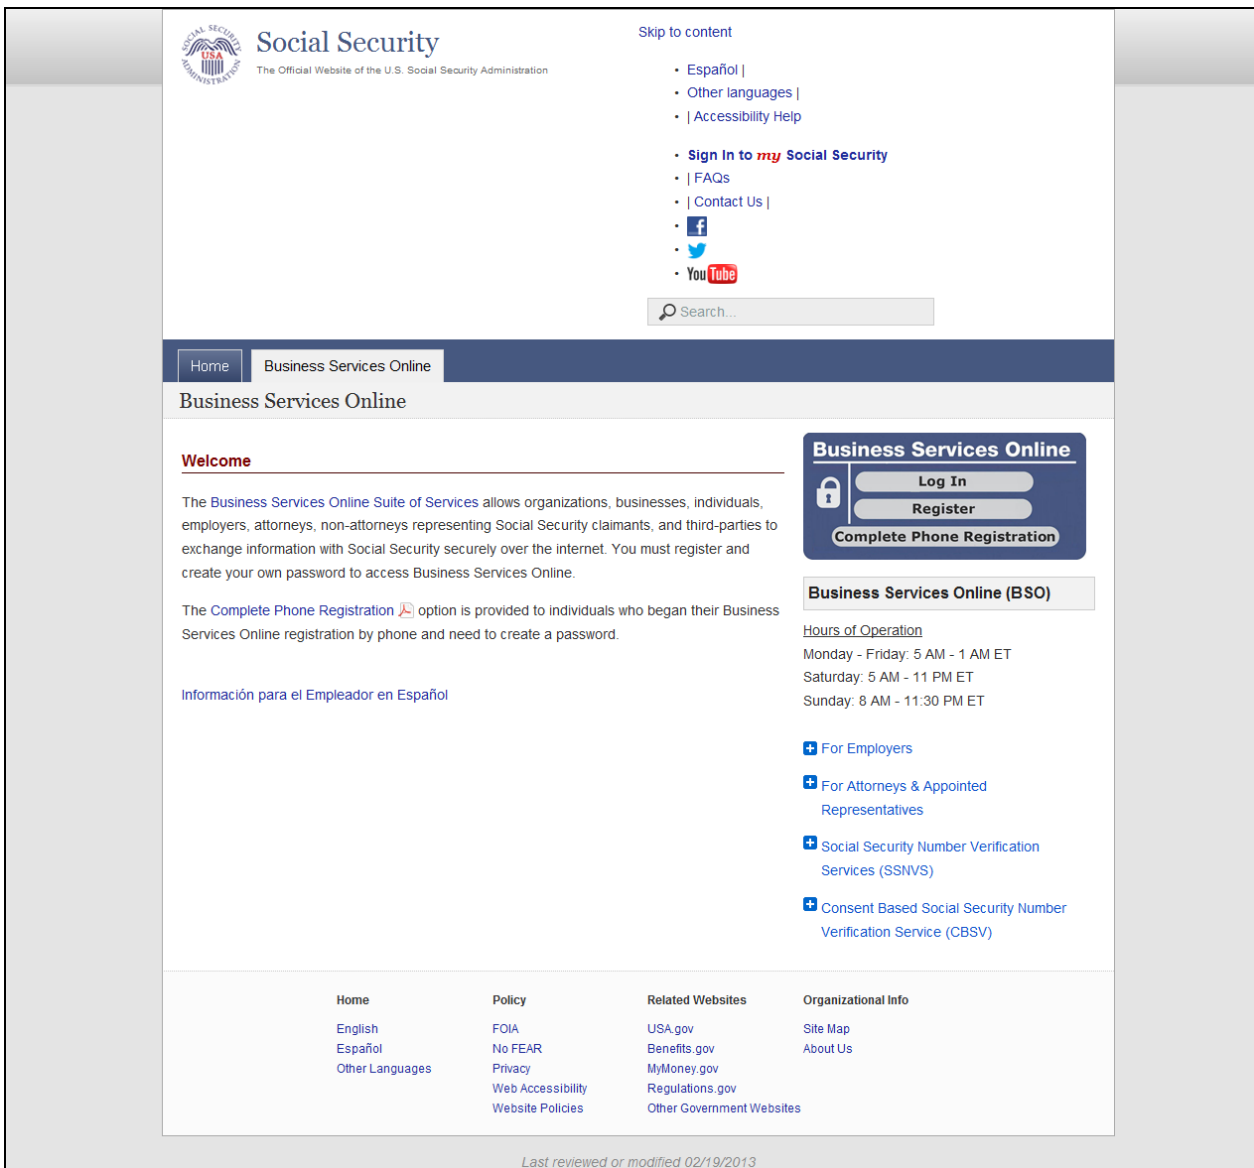 SOCIAL SECURITY ADMINISTRATION
USA
Social Security
The Official Website of the U.S. Social Security Administration
Skip to content
• Español |
• Other languages |
• | Accessibility Help
• Sign In to my Social Security
• | FAQs
• | Contact Us |
• f
•
• YouTube
Search...
Home
Business Services Online
Business Services Online
Welcome
The Business Services Online Suite of Services allows organizations, businesses, individuals,
employers, attorneys, non-attorneys representing Social Security claimants, and third-parties to
exchange information with Social Security securely over the internet. You must register and
create your own password to access Business Services Online.
The Complete Phone Registration option is provided to individuals who began their Business
Services Online registration by phone and need to create a password.
Información para el Empleador en Español
Business Services Online
Log In
Register
Complete Phone Registration
Business Services Online (BSO)
Hours of Operation
Monday - Friday: 5 AM - 1 AM ET
Saturday: 5 AM - 11 PM ET
Sunday: 8 AM - 11:30 PM ET
For Employers
For Attorneys & Appointed
Representatives
Social Security Number Verification
Services (SSNVS)
Consent Based Social Security Number
Verification Service (CBSV)
Home
English
Español
Other Languages
Policy
FOIA
No FEAR
Privacy
Web Accessibility
Website Policies
Related Websites
USA.gov
Benefits.gov
MyMoney.gov
Regulations.gov
Other Government Websites
Organizational Info
Site Map
About Us
Last reviewed or modified 02/19/2013